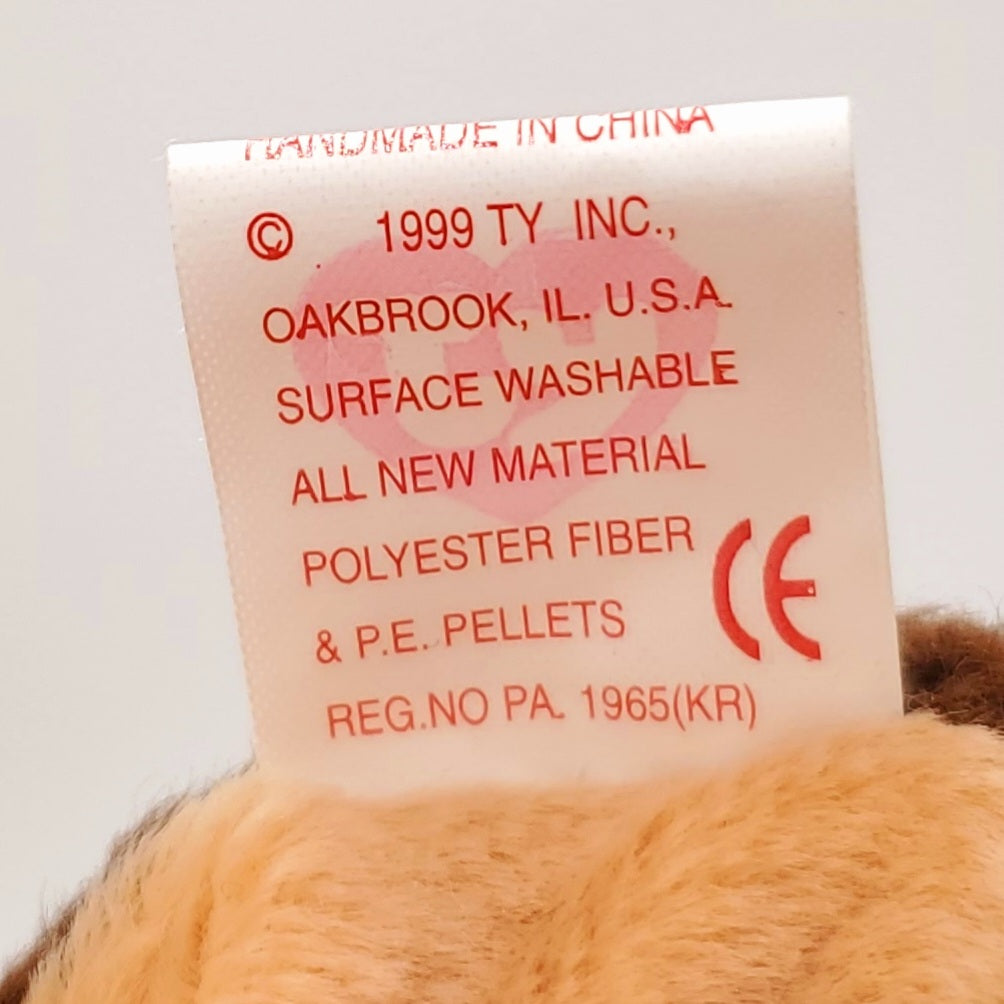 HANDMADE IN CHINA
© 1999 TY INC.,
OAKBROOK, IL. U.S.A.
SURFACE WASHABLE
ALL NEW MATERIAL
POLYESTER FIBER
& P.E. PELLETS CE
REG.NO PA. 1965(KR)